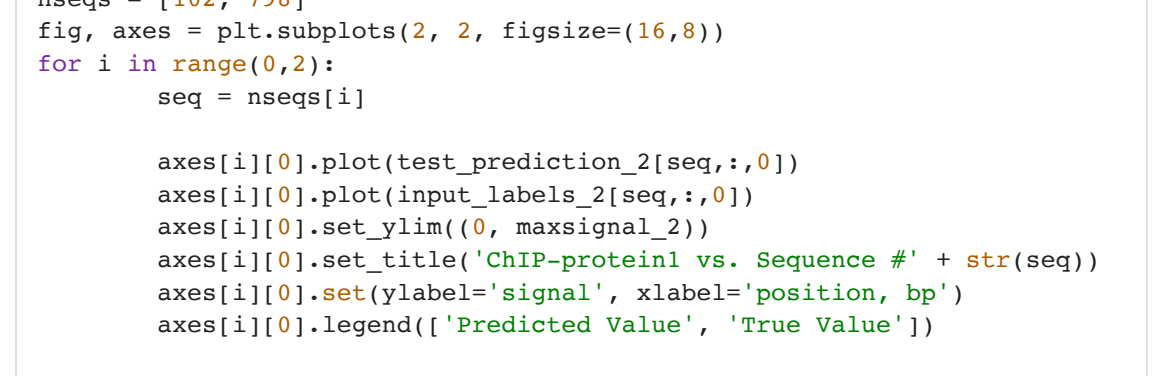 nseqs = [102, 798]
fig, axes = plt.subplots(2, 2, figsize=(16,8))
for i in range(0,2):
        seq = nseqs[i]

        axes[i][0].plot(test_prediction_2[seq,:,0])
        axes[i][0].plot(input_labels_2[seq,:,0])
        axes[i][0].set_ylim((0, maxsignal_2))
        axes[i][0].set_title('ChIP-protein1 vs. Sequence #' + str(seq))
        axes[i][0].set(ylabel='signal', xlabel='position, bp')
        axes[i][0].legend(['Predicted Value', 'True Value'])